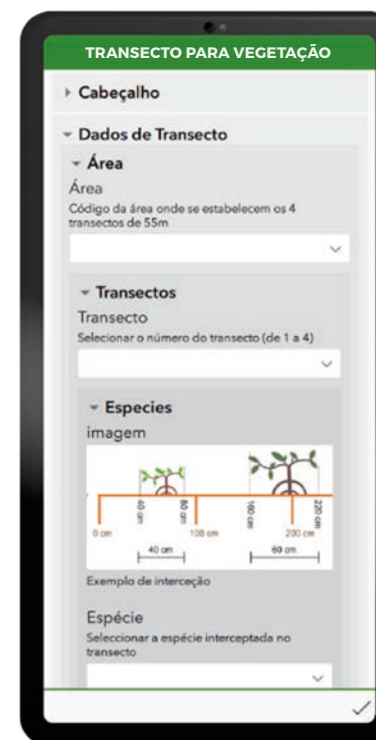 TRANSECTO PARA VEGETAÇÃO
Cabeçalho
Dados de Transecto
Área
Área
Código da área onde se estabelecem os 4
transectos de 55m
Transectos
Transecto
Selecionar o número do transecto (de 1 a 4)
Especies
imagem
40 cm
80 cm
160 cm
220 cm
0 cm
100 cm
200 cm
40 cm
60 cm
Exemplo de interceção
Espécie
Seleccionar a espécie interceptada no
transecto